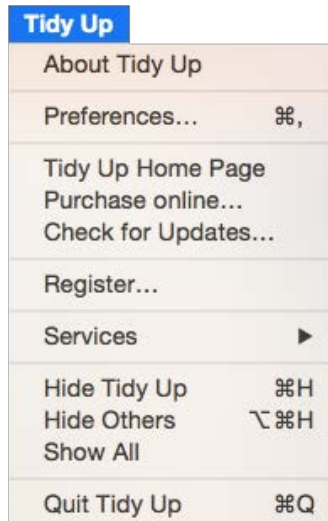 Tidy Up
About Tidy Up
Preferences... ⌘,
Tidy Up Home Page
Purchase online...
Check for Updates...
Register...
Services ▶
Hide Tidy Up ⌘H
Hide Others ⌥⌘H
Show All
Quit Tidy Up ⌘Q